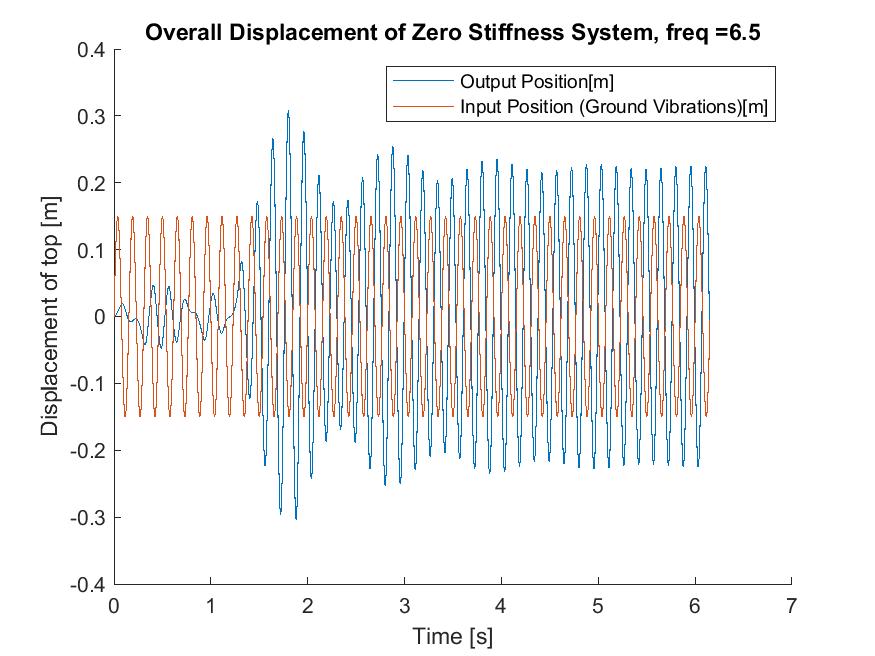 Overall Displacement of Zero Stiffness System, freq =6.5
0.4
Output Position[m]
Input Position (Ground Vibrations)[m]
0.3
0.2
0.1
0
-0.1
-0.2
-0.3
-0.4
Displacement of top [m]
0 1 2 3 4 5 6 7
Time [s]